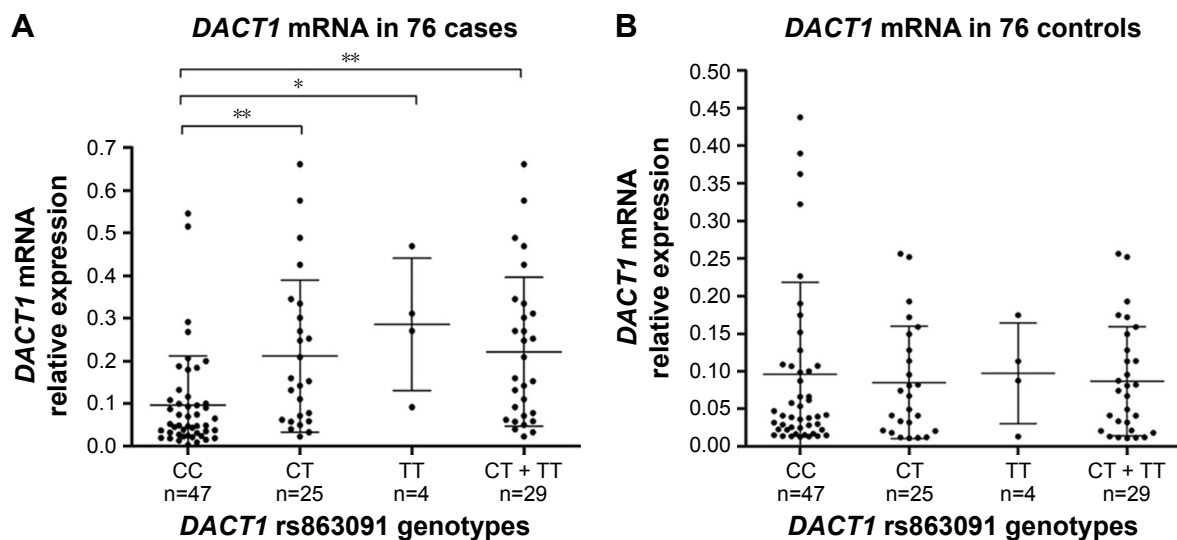 A
DACT1 mRNA in 76 cases
**
*
**
DACT1 mRNA
relative expression
0.7
0.6
0.5
0.4
0.3
0.2
0.1
0.0
CC
n=47
CT
n=25
TT
n=4
CT + TT
n=29
DACT1 rs863091 genotypes
B
DACT1 mRNA in 76 controls
DACT1 mRNA
relative expression
0.50
0.45
0.40
0.35
0.30
0.25
0.20
0.15
0.10
0.05
0.00
CC
n=47
CT
n=25
TT
n=4
CT + TT
n=29
DACT1 rs863091 genotypes